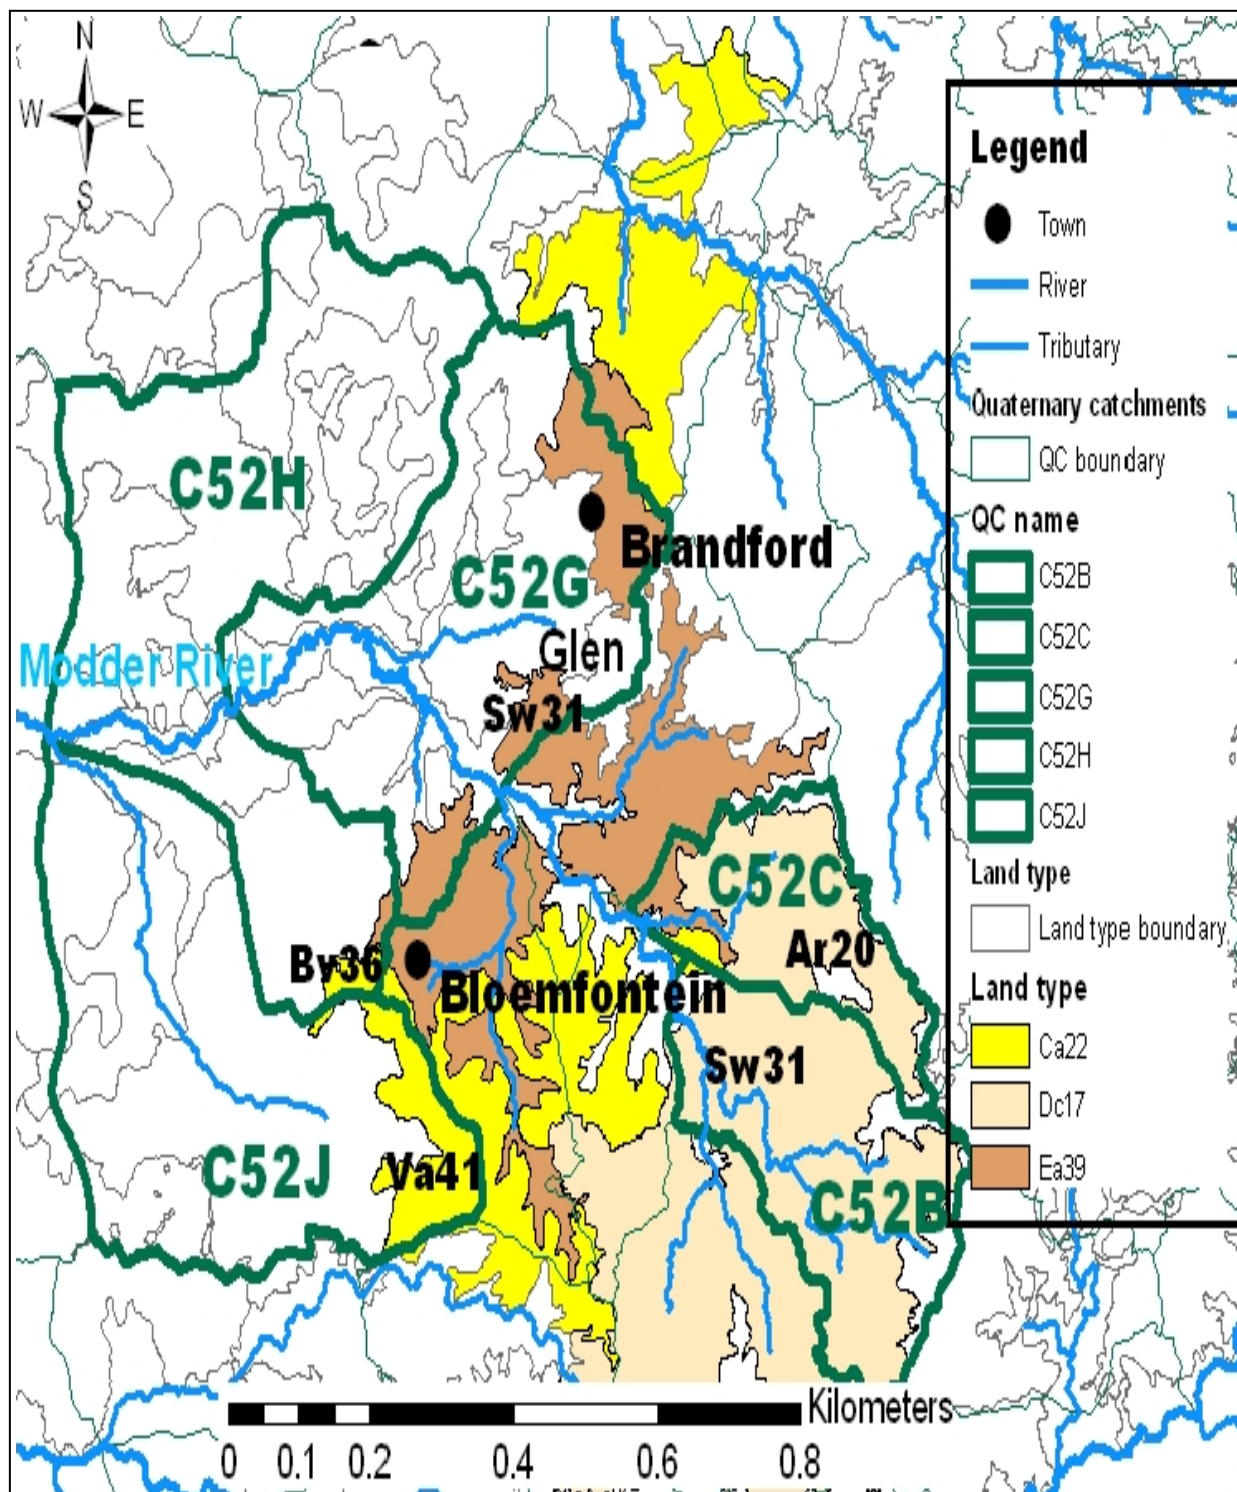 N
W E
S
Legend
Town
River
Tributary
Quaternary catchments
QC boundary
QC name
C52B
C52C
C52G
C52H
C52J
Land type
Land type boundary
Land type
Ca22
Dc17
Ea39
C52H
Brandford
C52G
Glen
Modder River
Sw31
C52C
Ar20
Bv36
Bloemfontein
Sw31
C52J
Va41
C52B
Kilometers
0 0.1 0.2 0.4 0.6 0.8